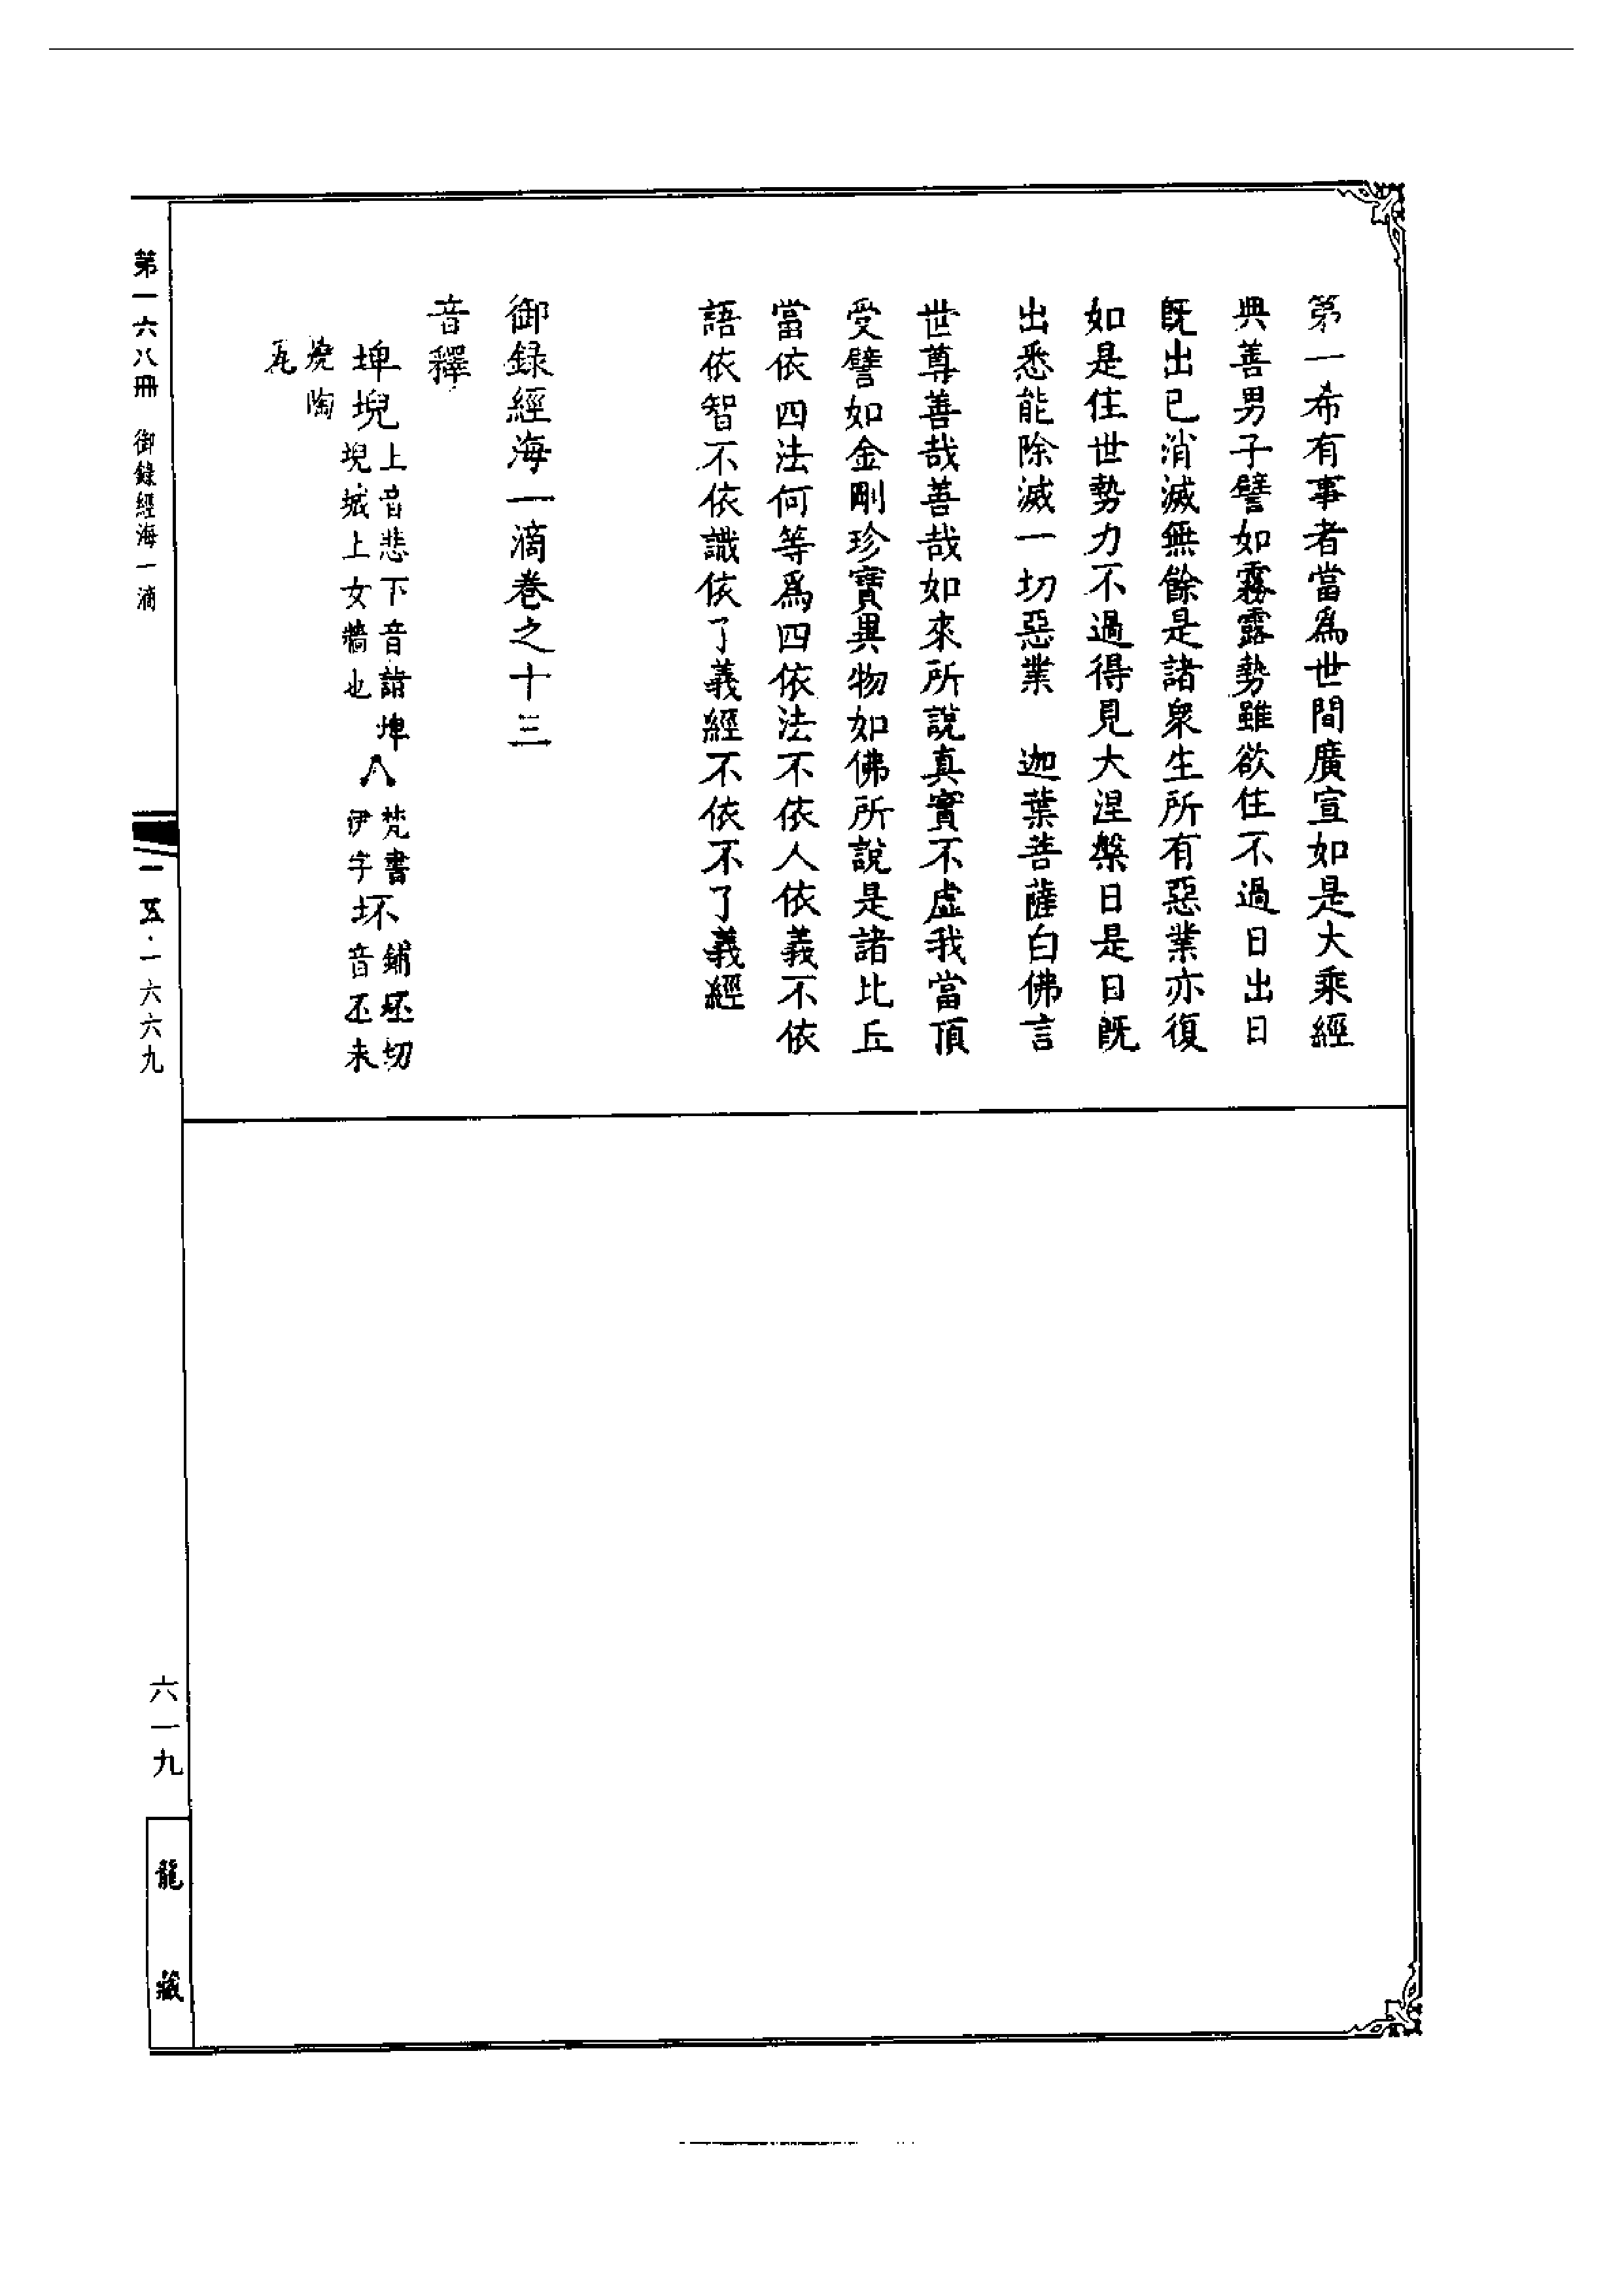 第一希有事者當爲世間廣宣如是大乘經
典善男子譬如霧露勢雖欲住不過日出日
旣出已消滅無餘是諸衆生所有惡業亦復
如是住世勢力不過得見大涅槃日是日旣
出悉能除滅一切惡業　迦葉菩薩白佛言
世尊善哉善哉如來所說真實不虛我當頂
受譬如金剛珍寶異物如佛所說是諸比丘
當依四法何等爲四依法不依人依義不依
語依智不依識依了義經不依不了義經
御錄經海一滴卷之十三
音釋
埤堄上音悲下音詣埤堄城上女牆也 梵書伊字坏鋪坯切音丕未
燒陶
瓦
第一六八冊　御錄經海一滴
一五·一六六九
六一九
龍藏